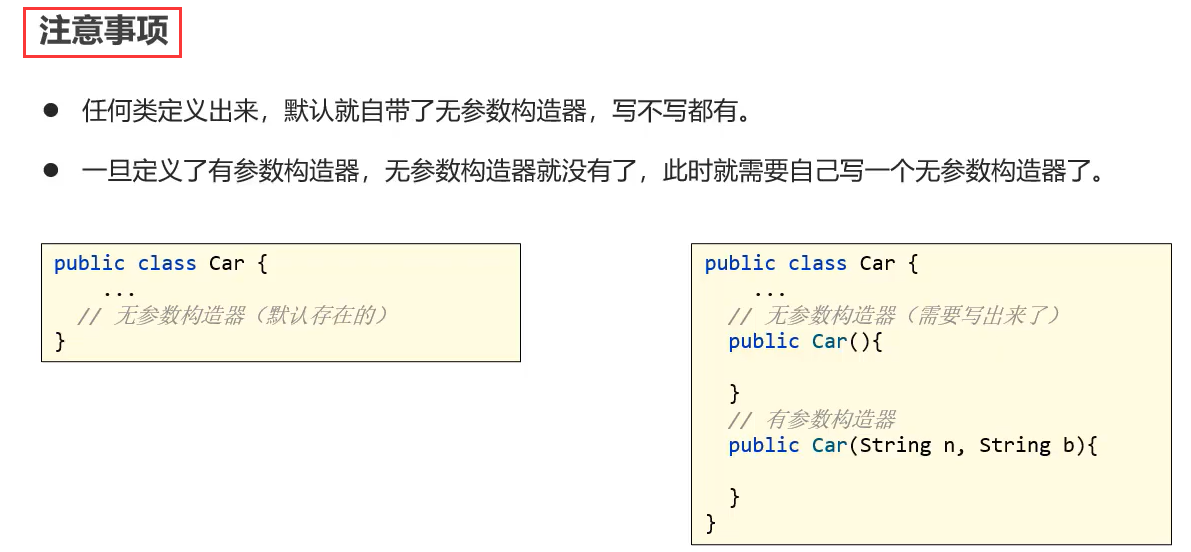 注意事项
● 任何类定义出来，默认就自带了无参数构造器，写不写都有。
● 一旦定义了有参数构造器，无参数构造器就没有了，此时就需要自己写一个无参数构造器了。
public class Car {
...
// 无参数构造器（默认存在的）
}
public class Car {
...
// 无参数构造器（需要写出来了）
public Car(){
}
// 有参数构造器
public Car(String n, String b){
}
}